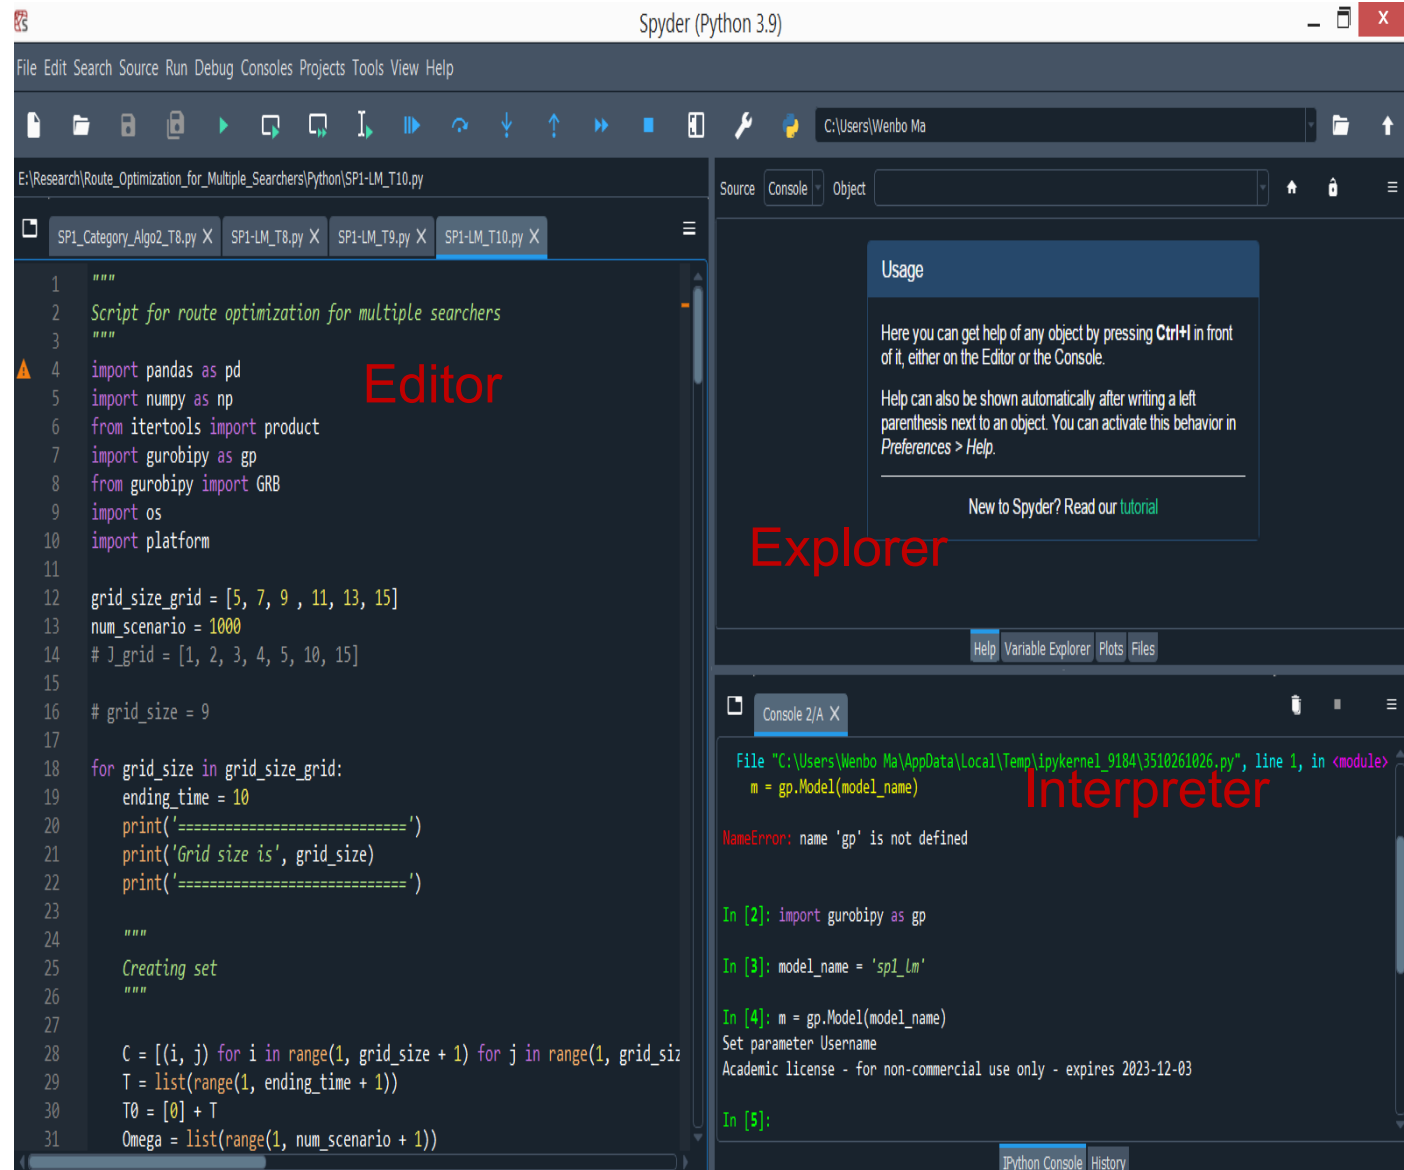 Spyder (Python 3.9)
File Edit Search Source Run Debug Consoles Projects Tools View Help
C:\Users\Wenbo Ma
E:\Research\Route_Optimization_for_Multiple_Searchers\Python\SP1-LM_T10.py
SP1_Category_Algo2_T8.py X SP1-LM_T8.py X SP1-LM_T9.py X SP1-LM_T10.py X
1 """
2 Script for route optimization for multiple searchers
3 """
4 import pandas as pd
5 import numpy as np
6 from itertools import product
7 import gurobipy as gp
8 from gurobipy import GRB
9 import os
10 import platform
11
12 grid_size_grid = [5, 7, 9 , 11, 13, 15]
13 num_scenario = 1000
14 # J_grid = [1, 2, 3, 4, 5, 10, 15]
15
16 # grid_size = 9
17
18 for grid_size in grid_size_grid:
19     ending_time = 10
20     print('=============================')
21     print('Grid size is', grid_size)
22     print('=============================')
23
24     """
25     Creating set
26     """
27
28     C = [(i, j) for i in range(1, grid_size + 1) for j in range(1, grid_siz
29     T = list(range(1, ending_time + 1))
30     T0 = [0] + T
31     Omega = list(range(1, num_scenario + 1))
Editor
Source Console Object
Usage
Here you can get help of any object by pressing Ctrl+I in front
of it, either on the Editor or the Console.
Help can also be shown automatically after writing a left
parenthesis next to an object. You can activate this behavior in
Preferences > Help.
New to Spyder? Read our tutorial
Explorer
Help Variable Explorer Plots Files
Console 2/A X
File "C:\Users\Wenbo Ma\AppData\Local\Temp\ipykernel_9184\3510261026.py", line 1, in <module>
m = gp.Model(model_name)
Interpreter
NameError: name 'gp' is not defined
In [2]: import gurobipy as gp
In [3]: model_name = 'sp1_lm'
In [4]: m = gp.Model(model_name)
Set parameter Username
Academic license - for non-commercial use only - expires 2023-12-03
In [5]:
IPython Console History